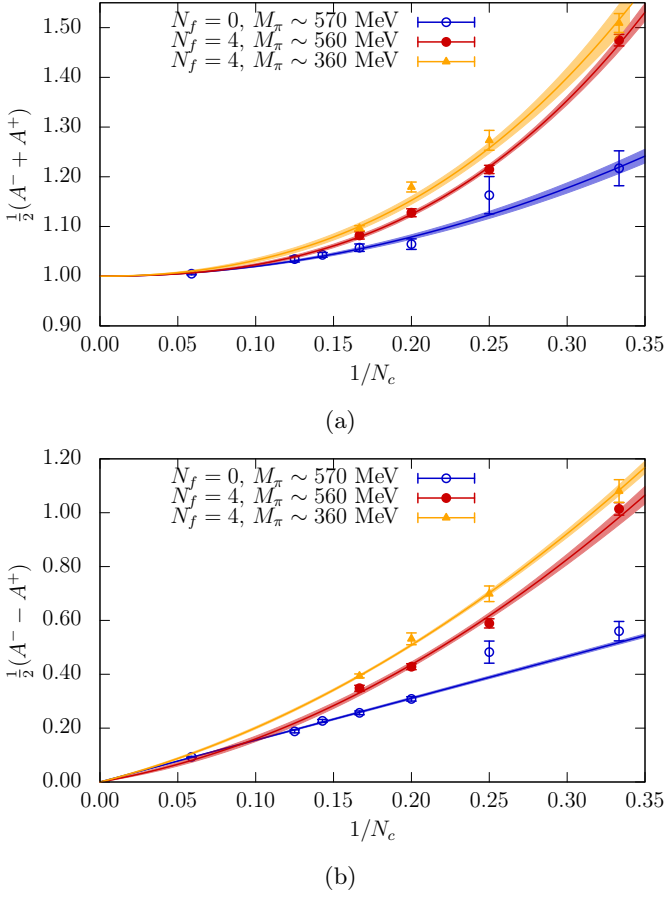 1.50
1.40
1.30
1.20
1.10
1.00
0.90
½(A⁻ + A⁺)
N_f = 0, M_π ∼ 570 MeV
N_f = 4, M_π ∼ 560 MeV
N_f = 4, M_π ∼ 360 MeV
0.00 0.05 0.10 0.15 0.20 0.25 0.30 0.35
1/N_c
(a)
1.20
1.00
0.80
0.60
0.40
0.20
0.00
½(A⁻ − A⁺)
N_f = 0, M_π ∼ 570 MeV
N_f = 4, M_π ∼ 560 MeV
N_f = 4, M_π ∼ 360 MeV
0.00 0.05 0.10 0.15 0.20 0.25 0.30 0.35
1/N_c
(b)